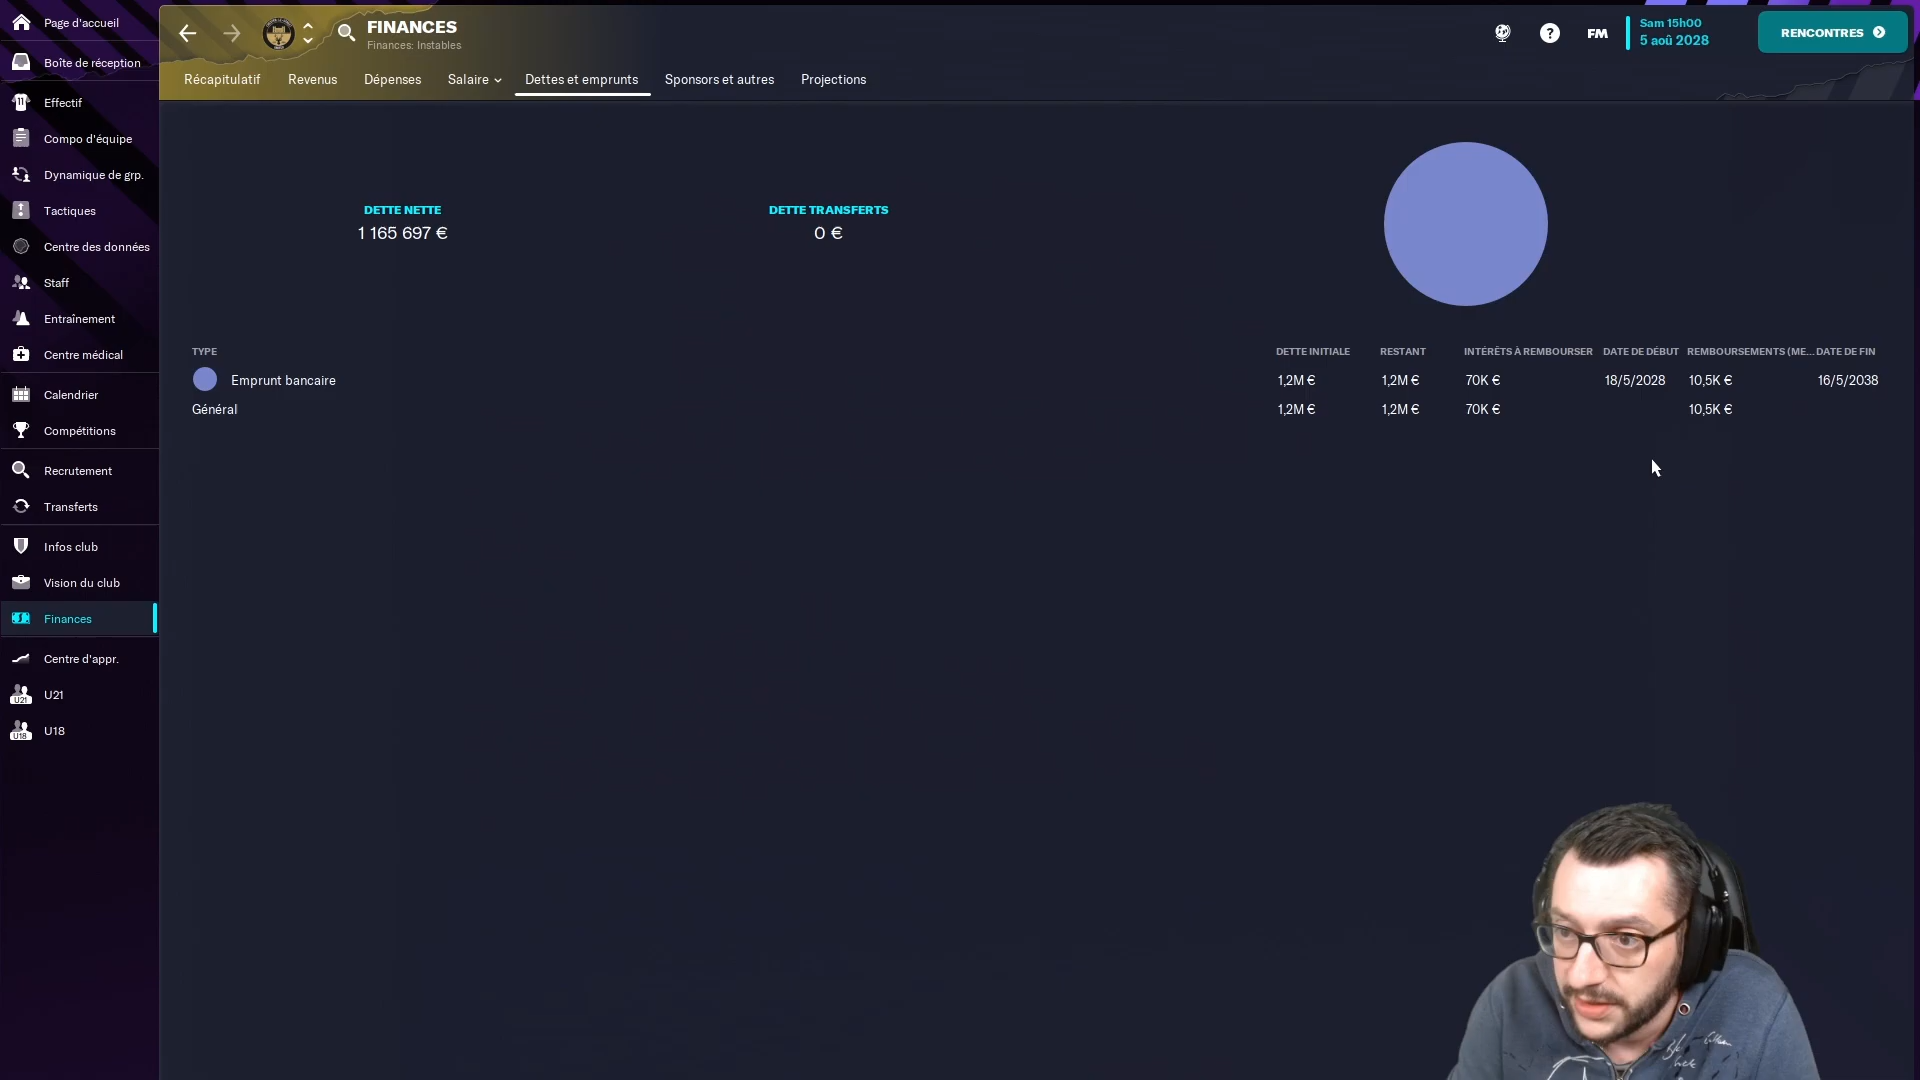 Page d'accueil
Boîte de réception
Effectif
Compo d'équipe
Dynamique de grp.
Tactiques
Centre des données
Staff
Entraînement
Centre médical
Calendrier
Compétitions
Recrutement
Transferts
Infos club
Vision du club
Finances
Centre d'appr.
U21
U21
U18
U18
FINANCES
Finances: Instables
FM
Sam 15h00
5 aoû 2028
RENCONTRES
Récapitulatif Revenus Dépenses Salaire Dettes et emprunts Sponsors et autres Projections
DETTE NETTE
1 165 697 €
DETTE TRANSFERTS
0 €
TYPE DETTE INITIALE RESTANT INTÉRÊTS À REMBOURSER DATE DE DÉBUT REMBOURSEMENTS (ME... DATE DE FIN
Emprunt bancaire 1,2M € 1,2M € 70K € 18/5/2028 10,5K € 16/5/2038
Général 1,2M € 1,2M € 70K € 10,5K €